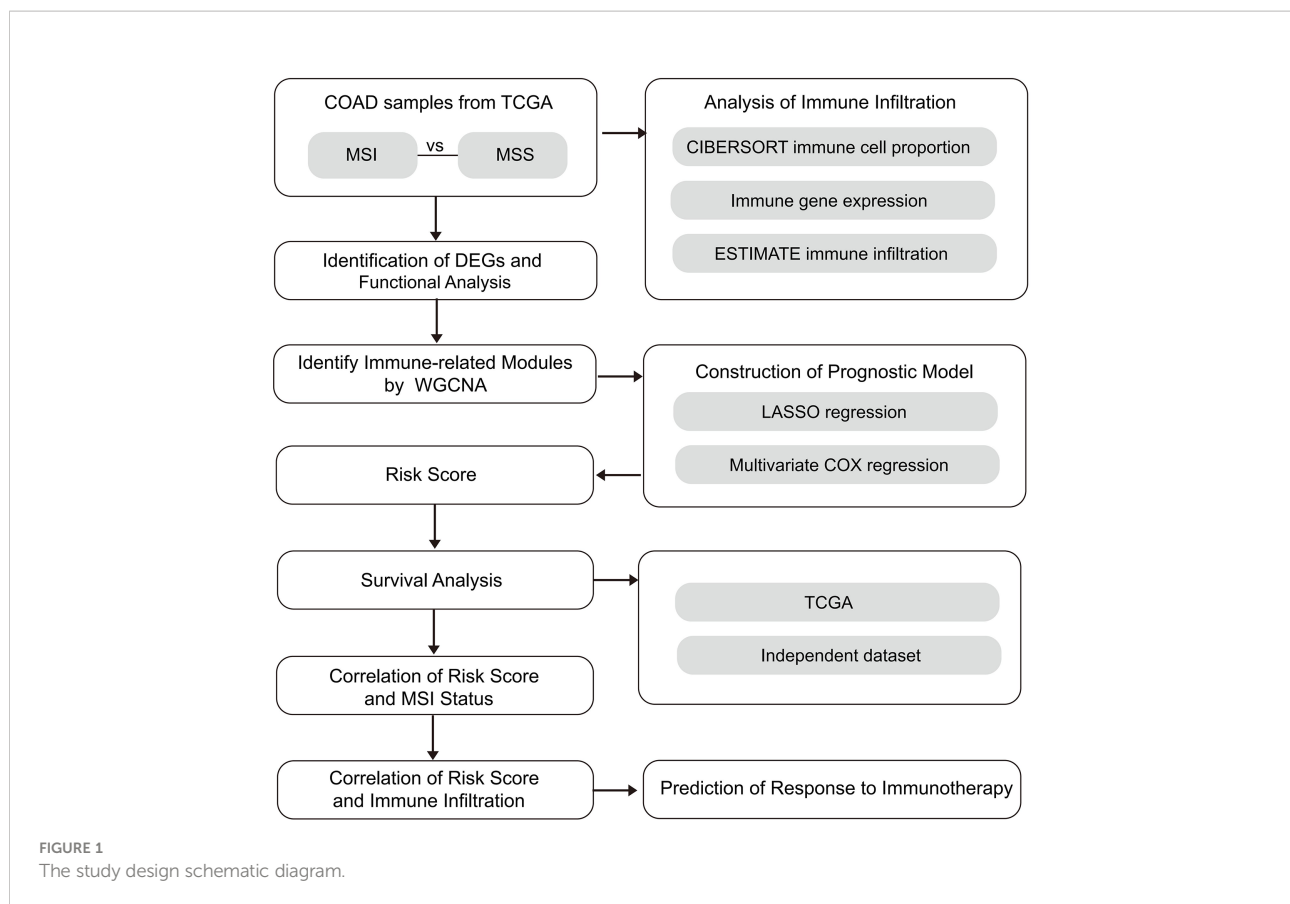 COAD samples from TCGA
MSI
vs
MSS
Analysis of Immune Infiltration
CIBERSORT immune cell proportion
Immune gene expression
ESTIMATE immune infiltration
Identification of DEGs and
Functional Analysis
Identify Immune-related Modules
by WGCNA
Construction of Prognostic Model
LASSO regression
Multivariate COX regression
Risk Score
Survival Analysis
TCGA
Independent dataset
Correlation of Risk Score
and MSI Status
Correlation of Risk Score
and Immune Infiltration
Prediction of Response to Immunotherapy
FIGURE 1
The study design schematic diagram.